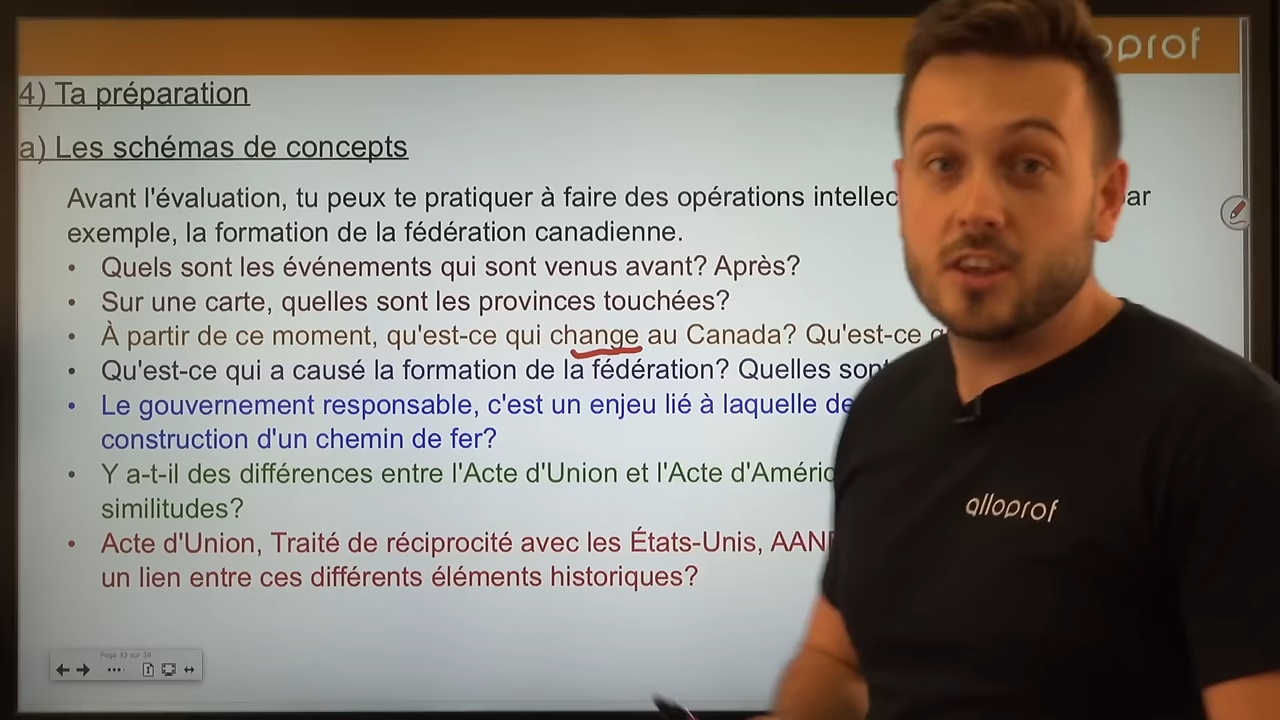 alloprof
4) Ta préparation
a) Les schémas de concepts
Avant l'évaluation, tu peux te pratiquer à faire des opérations
exemple, la formation de la fédération canadienne.
• Quels sont les événements qui sont venus avant? Après?
• Sur une carte, quelles sont les provinces touchées?
• À partir de ce moment, qu'est-ce qui change au Canada? Qu'est-ce
• Qu'est-ce qui a causé la formation de la fédération? Quelles sont
• Le gouvernement responsable, c'est un enjeu lié à laquelle
construction d'un chemin de fer?
• Y a-t-il des différences entre l'Acte d'Union et l'Acte
similitudes?
• Acte d'Union, Traité de réciprocité avec les États-Unis,
un lien entre ces différents éléments historiques?
alloprof
Page 33 sur 39